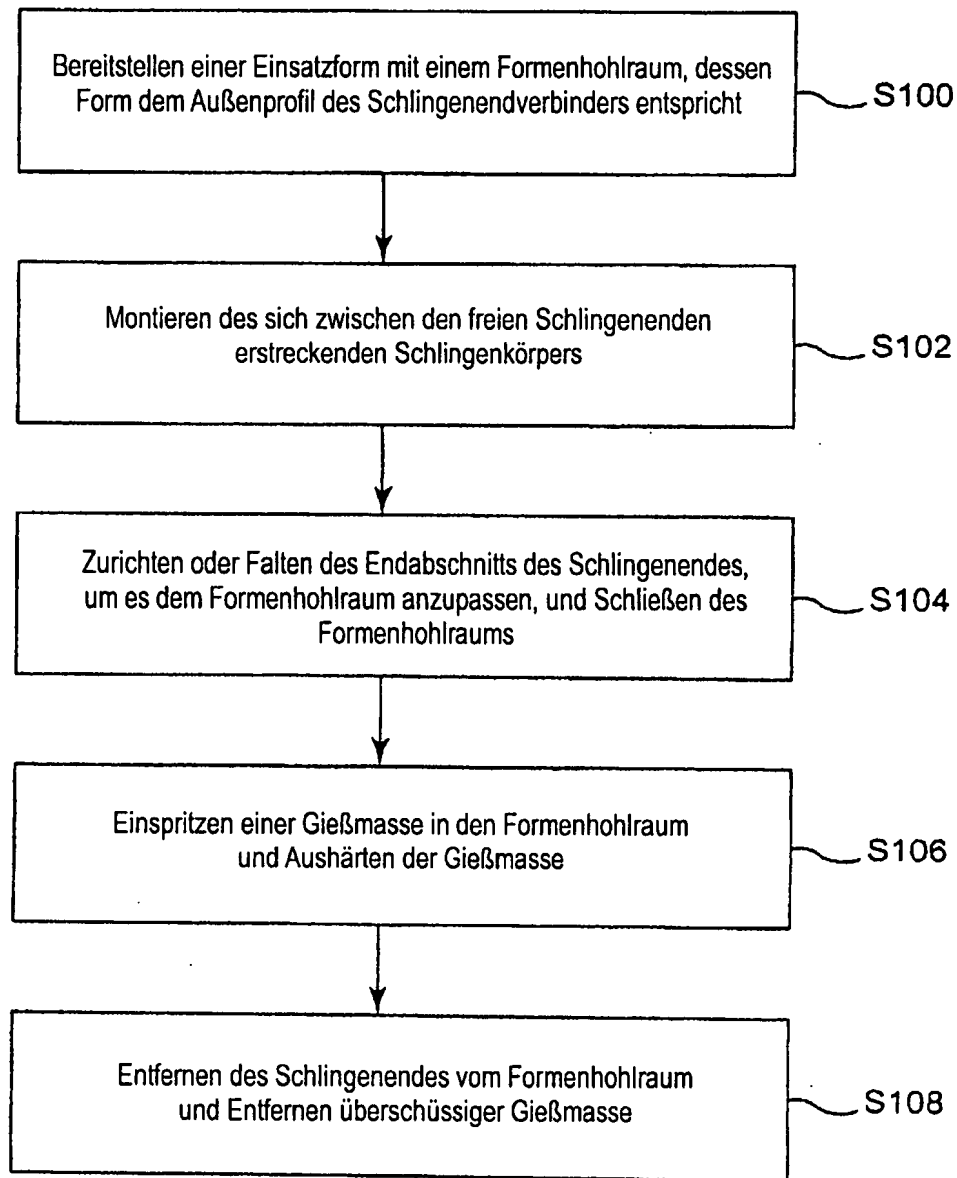 Bereitstellen einer Einsatzform mit einem Formenhohlraum, dessen
Form dem Außenprofil des Schlingenendverbinders entspricht
S100
Montieren des sich zwischen den freien Schlingenenden
erstreckenden Schlingenkörpers
S102
Zurichten oder Falten des Endabschnitts des Schlingenendes,
um es dem Formenhohlraum anzupassen, und Schließen des
Formenhohlraums
S104
Einspritzen einer Gießmasse in den Formenhohlraum
und Aushärten der Gießmasse
S106
Entfernen des Schlingenendes vom Formenhohlraum
und Entfernen überschüssiger Gießmasse
S108